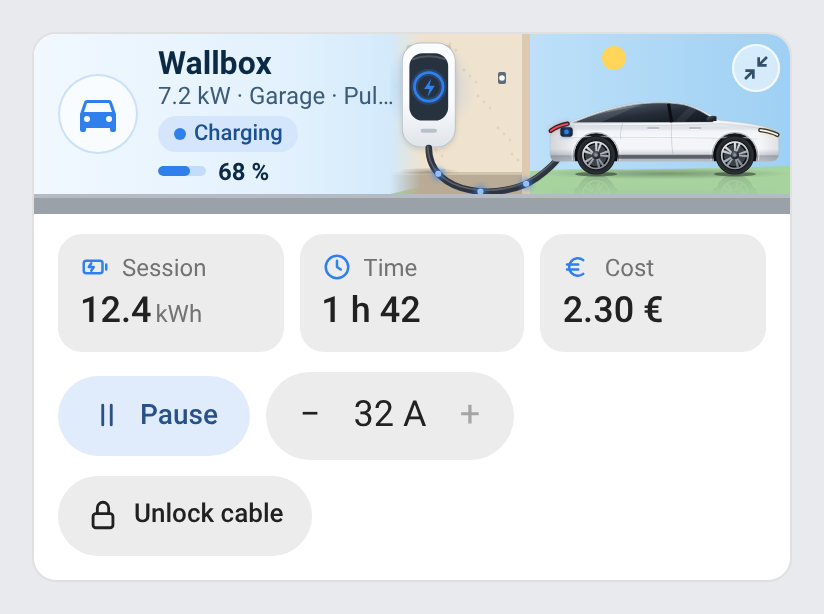 Wallbox
7.2 kW · Garage · Pul…
Charging
68 %
Session
12.4 kWh
Time
1 h 42
Cost
2.30 €
Pause
− 32 A +
Unlock cable